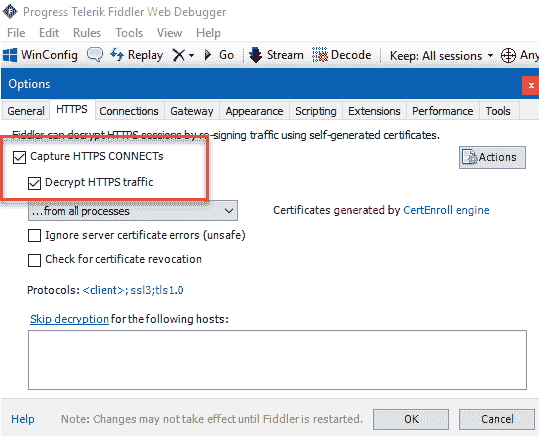 Progress Telerik Fiddler Web Debugger
File Edit Rules Tools View Help
WinConfig Replay Go Stream Decode Keep: All sessions Any
Options x
General HTTPS Connections Gateway Appearance Scripting Extensions Performance Tools
Fiddler can decrypt HTTPS sessions by re-signing traffic using self-generated certificates.
Capture HTTPS CONNECTs Actions
Decrypt HTTPS traffic
...from all processes Certificates generated by CertEnroll engine
Ignore server certificate errors (unsafe)
Check for certificate revocation
Protocols: <client>; ssl3;tls1.0
Skip decryption for the following hosts:
Help Note: Changes may not take effect until Fiddler is restarted. OK Cancel